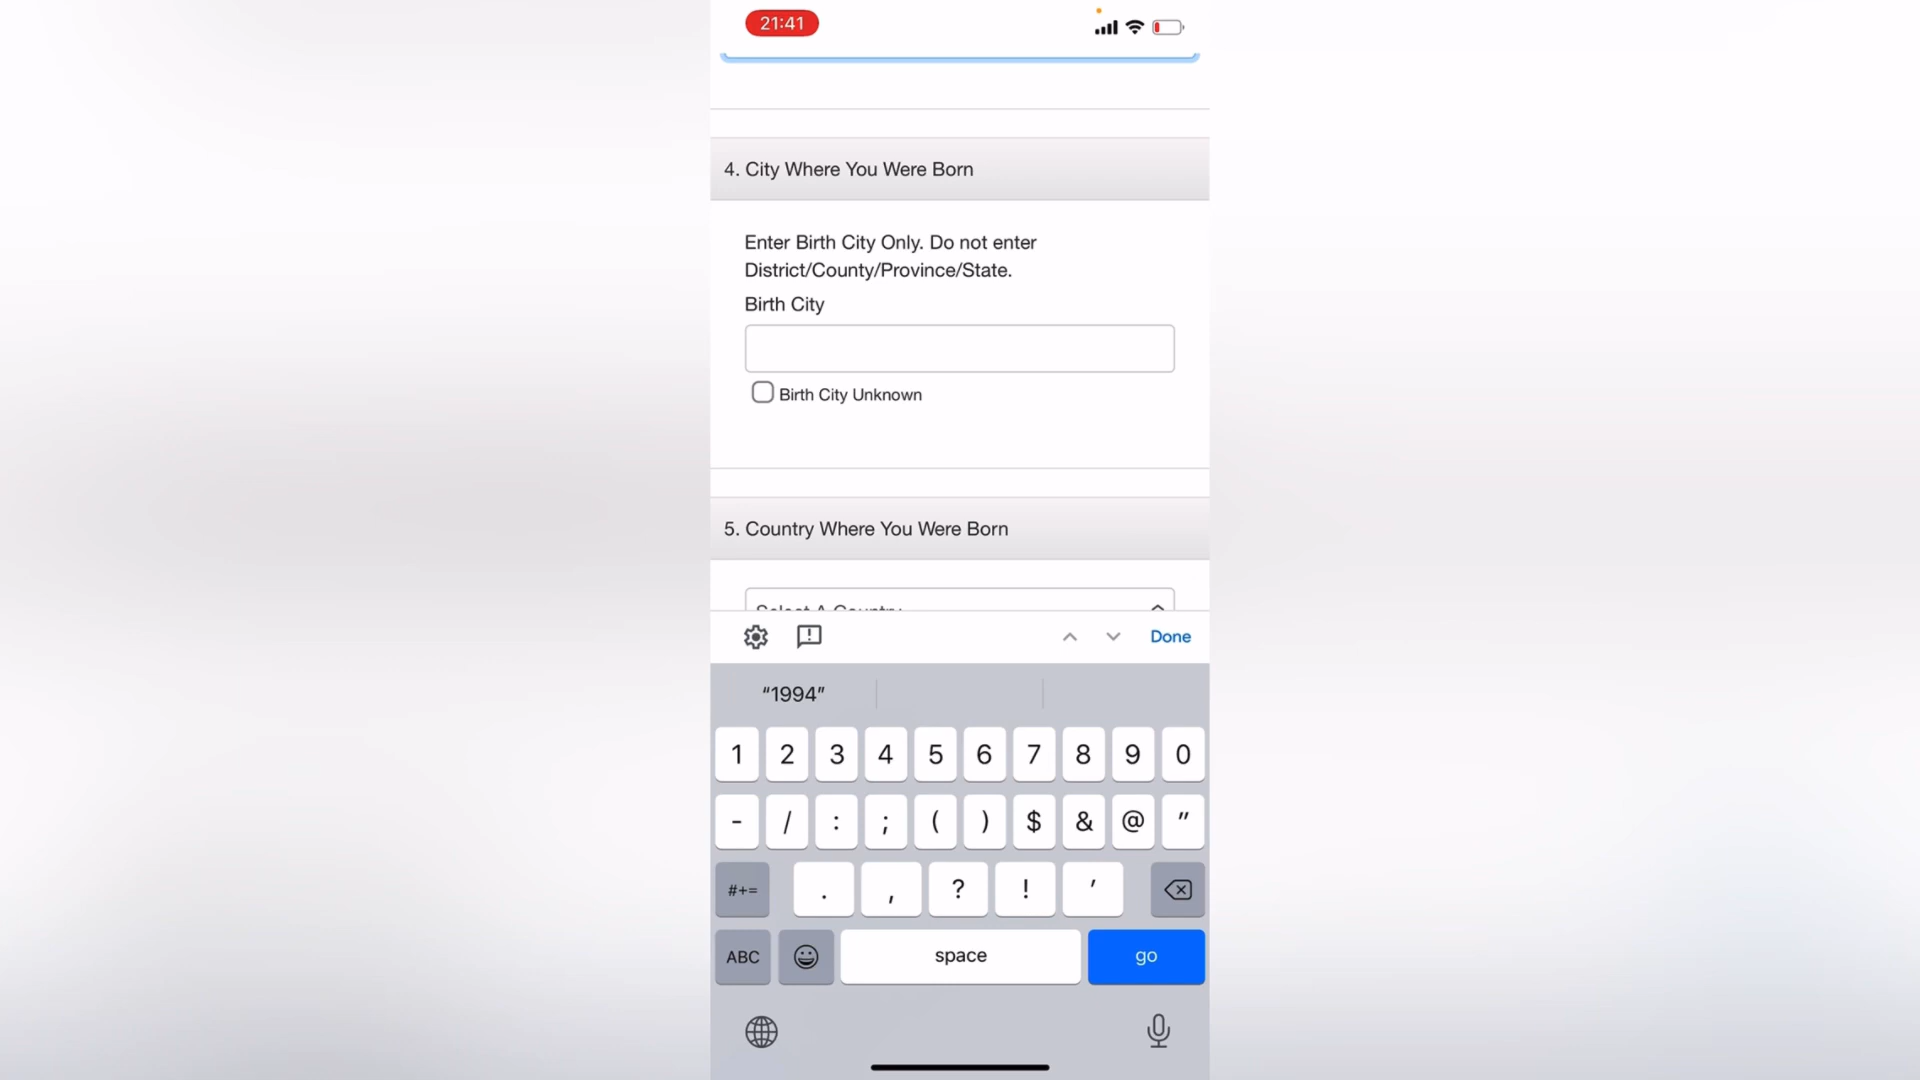 21:41
4. City Where You Were Born
Enter Birth City Only. Do not enter
District/County/Province/State.
Birth City
Birth City Unknown
5. Country Where You Were Born
Select A Country
Done
“1994”
1 2 3 4 5 6 7 8 9 0
- / : ; ( ) $ & @ "
#+= . , ? ! '
ABC space go